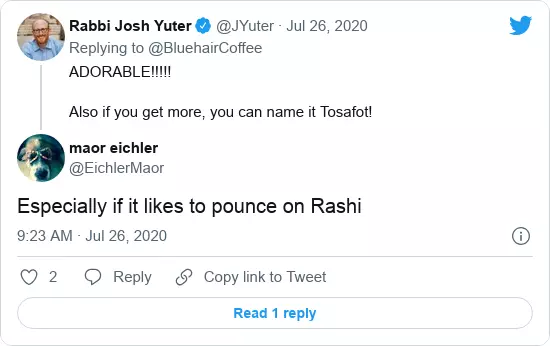 Rabbi Josh Yuter @JYuter · Jul 26, 2020
Replying to @BluehairCoffee
ADORABLE!!!!!
Also if you get more, you can name it Tosafot!
maor eichler
@EichlerMaor
Especially if it likes to pounce on Rashi
9:23 AM · Jul 26, 2020
2 Reply Copy link to Tweet
Read 1 reply